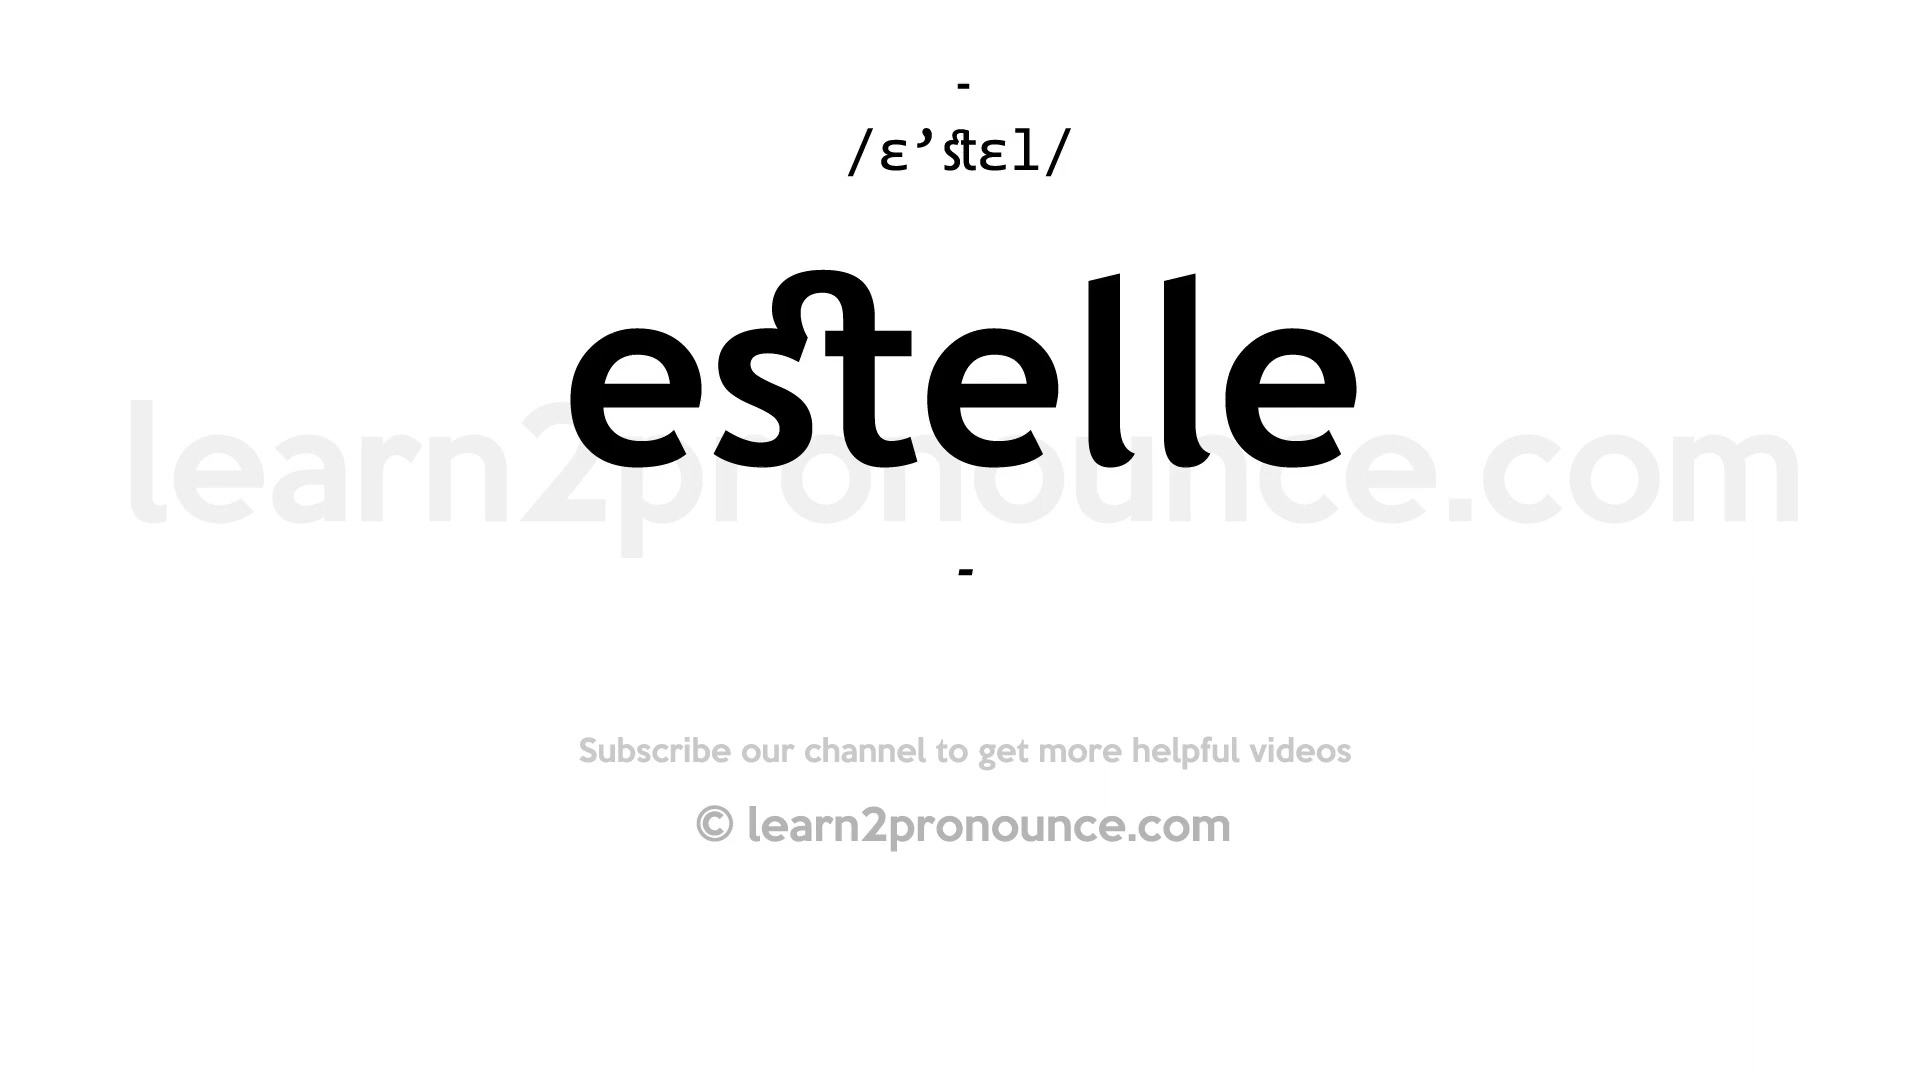 -
/ɛ’stɛl/
estelle
learn2pronounce.com
-
Subscribe our channel to get more helpful videos
© learn2pronounce.com